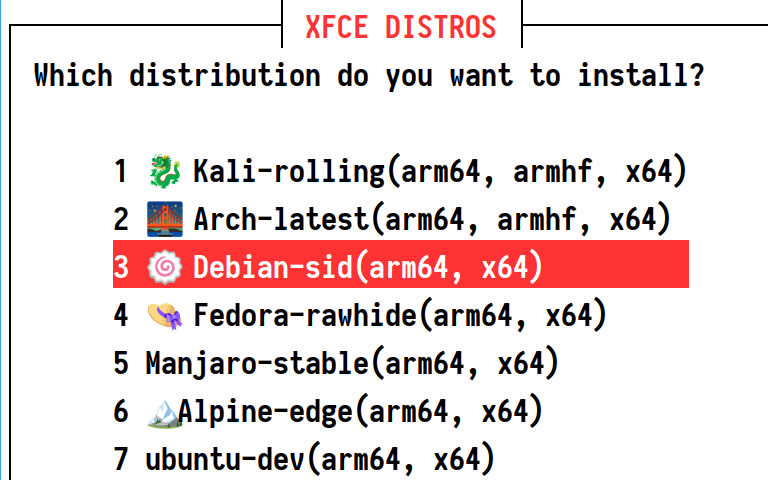 XFCE DISTROS
Which distribution do you want to install?
1 🐉 Kali-rolling(arm64, armhf, x64)
2 🌉 Arch-latest(arm64, armhf, x64)
3 🍥 Debian-sid(arm64, x64)
4 👒 Fedora-rawhide(arm64, x64)
5 Manjaro-stable(arm64, x64)
6 🏔️Alpine-edge(arm64, x64)
7 ubuntu-dev(arm64, x64)